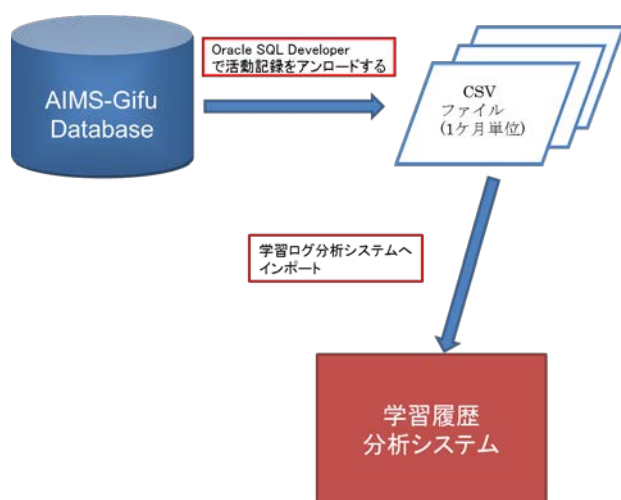 Oracle SQL Developer
で活動記録をアンロードする
AIMS-Gifu
Database
CSV
ファイル
(1ケ月単位)
学習ログ分析システムへ
インポート
学習履歴
分析システム